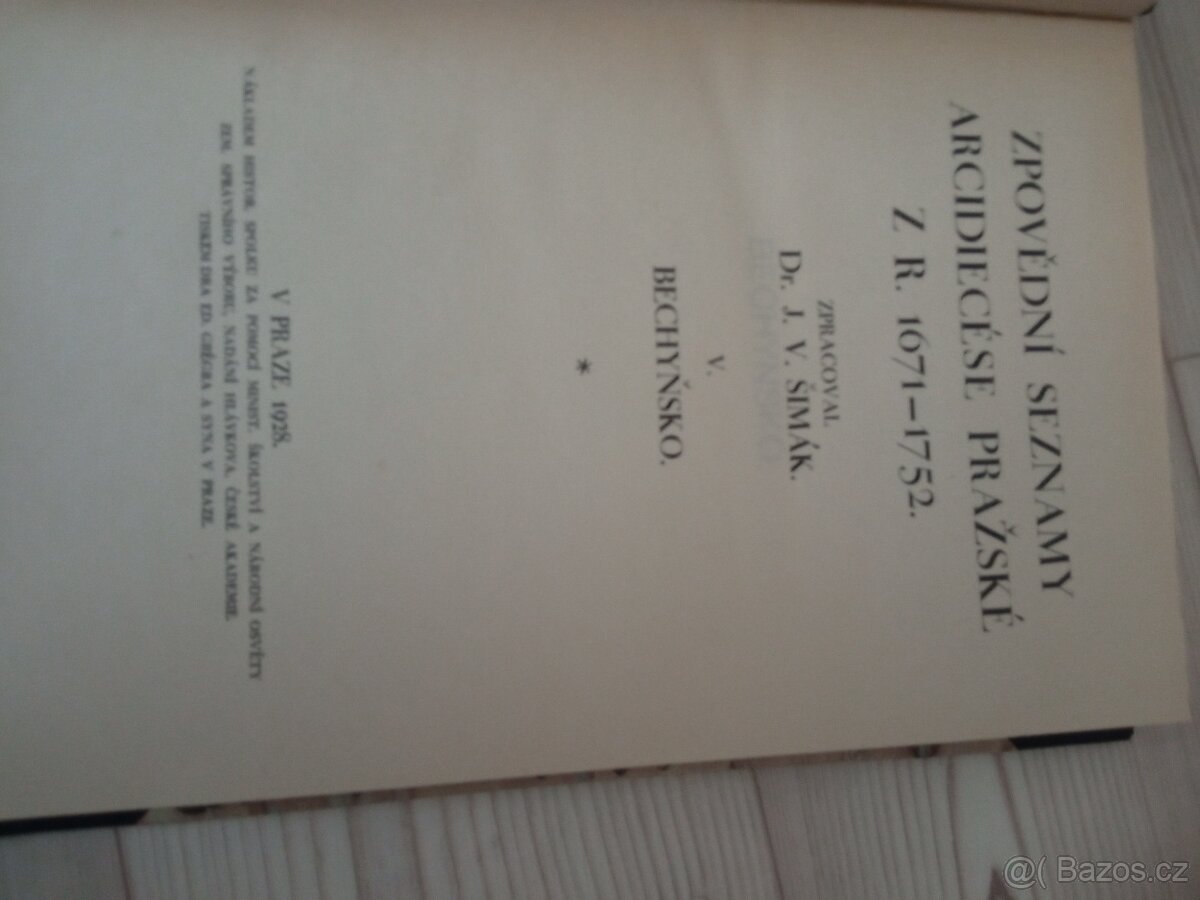 ZPOVĚDNÍ SEZNAMY
ARCIDIECÉSE PRAŽSKÉ
Z R. 1671–1752.
ZPRACOVAL
Dr. J. V. ŠIMÁK.
V.
BECHYŇSKO.
*
V PRAZE 1928.
NÁKLADEM HISTOR. SPOLKU ZA POMOCÍ MINIST. ŠKOLSTVÍ A NÁRODNÍ OSVĚTY
ZEM. SPRÁVNÍHO VÝBORU, NADÁNÍ HLÁVKOVA, ČESKÉ AKADEMIE.
TISKEM DRA ED. GRÉGRA A SYNA V PRAZE.
@( Bazos.cz